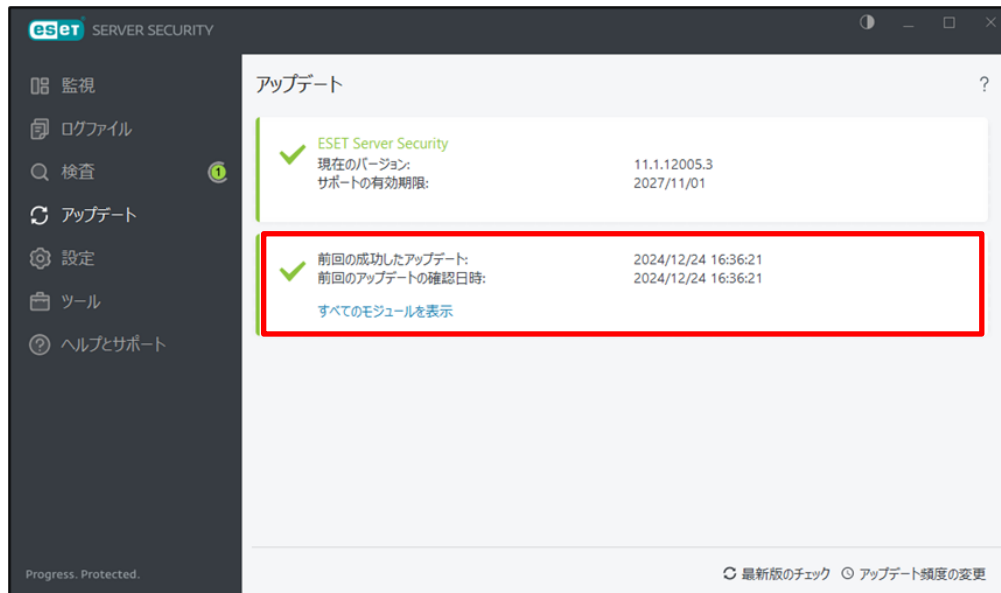 eset SERVER SECURITY
監視
ログファイル
検査 1
アップデート
設定
ツール
ヘルプとサポート
Progress. Protected.
アップデート ?
ESET Server Security
現在のバージョン: 11.1.12005.3
サポートの有効期限: 2027/11/01
前回の成功したアップデート: 2024/12/24 16:36:21
前回のアップデートの確認日時: 2024/12/24 16:36:21
すべてのモジュールを表示
最新版のチェック アップデート頻度の変更